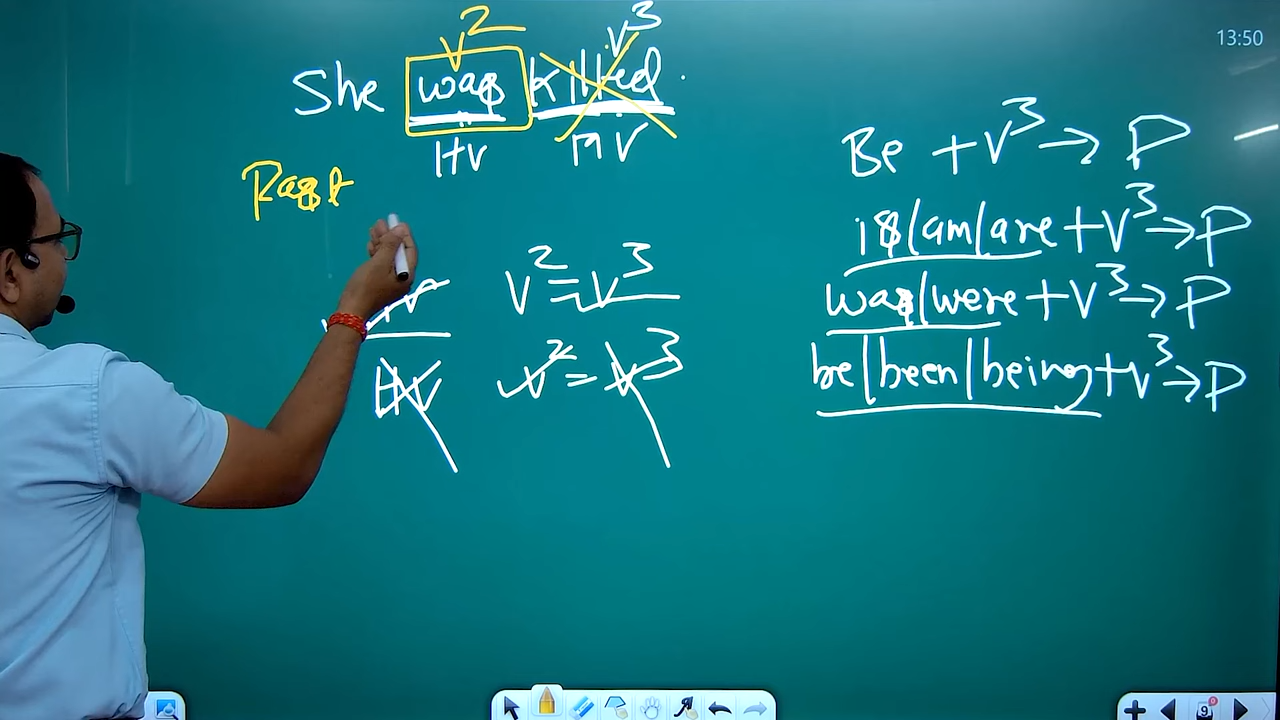 V²
V³
She was killed.
HV MV
Past
V² = V³
V² = V³
Be + V³ → P
is/am/are + V³ → P
was/were + V³ → P
be/been/being + V³ → P
13:50
9